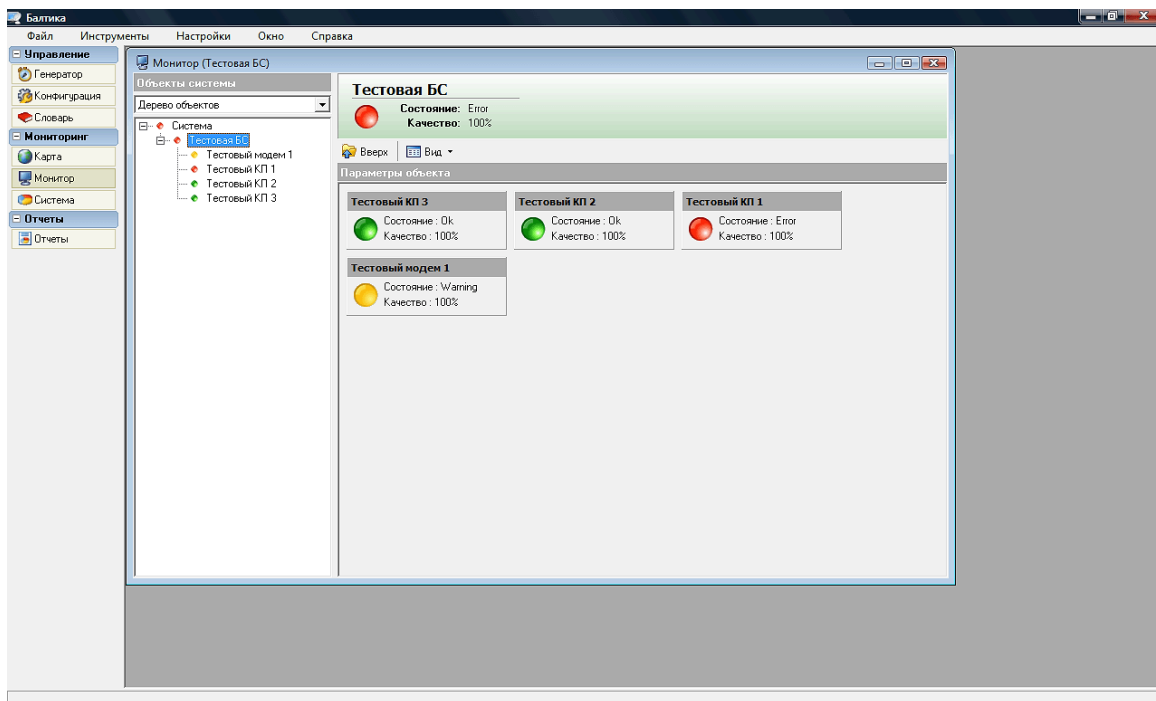 Балтика
Файл Инструменты Настройки Окно Справка
Управление
Генератор
Конфигурация
Словарь
Мониторинг
Карта
Монитор
Система
Отчеты
Отчеты
Монитор (Тестовая БС)
Объекты системы
Дерево объектов
Система
Тестовая БС
Тестовый модем 1
Тестовый КП 1
Тестовый КП 2
Тестовый КП 3
Тестовая БС
Состояние: Error
Качество: 100%
Вверх Вид
Параметры объекта
Тестовый КП 3
Состояние : Ok
Качество : 100%
Тестовый КП 2
Состояние : Ok
Качество : 100%
Тестовый КП 1
Состояние : Error
Качество : 100%
Тестовый модем 1
Состояние : Warning
Качество : 100%